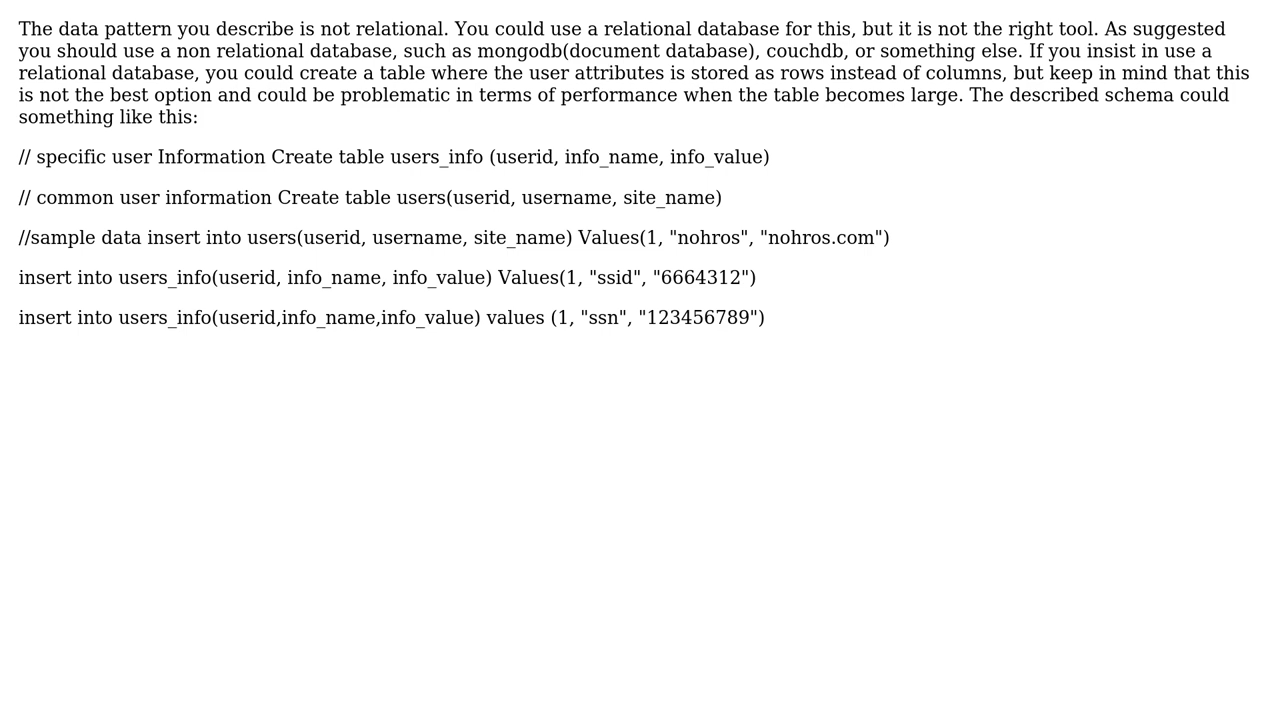 The data pattern you describe is not relational. You could use a relational database for this, but it is not the right tool. As suggested
you should use a non relational database, such as mongodb(document database), couchdb, or something else. If you insist in use a
relational database, you could create a table where the user attributes is stored as rows instead of columns, but keep in mind that this
is not the best option and could be problematic in terms of performance when the table becomes large. The described schema could
something like this:
// specific user Information Create table users_info (userid, info_name, info_value)
// common user information Create table users(userid, username, site_name)
//sample data insert into users(userid, username, site_name) Values(1, "nohros", "nohros.com")
insert into users_info(userid, info_name, info_value) Values(1, "ssid", "6664312")
insert into users_info(userid,info_name,info_value) values (1, "ssn", "123456789")